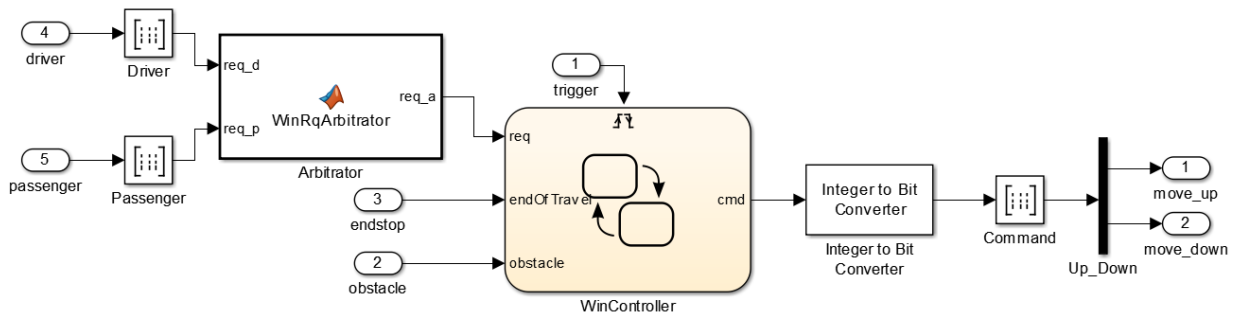 4
driver
Driver
req_d
req_p
WinRqArbitrator
req_a
Arbitrator
5
passenger
Passenger
1
trigger
3
endstop
2
obstacle
req
endOfTravel
obstacle
cmd
WinController
Integer to Bit
Converter
Integer to Bit
Converter
Command
Up_Down
1
move_up
2
move_down